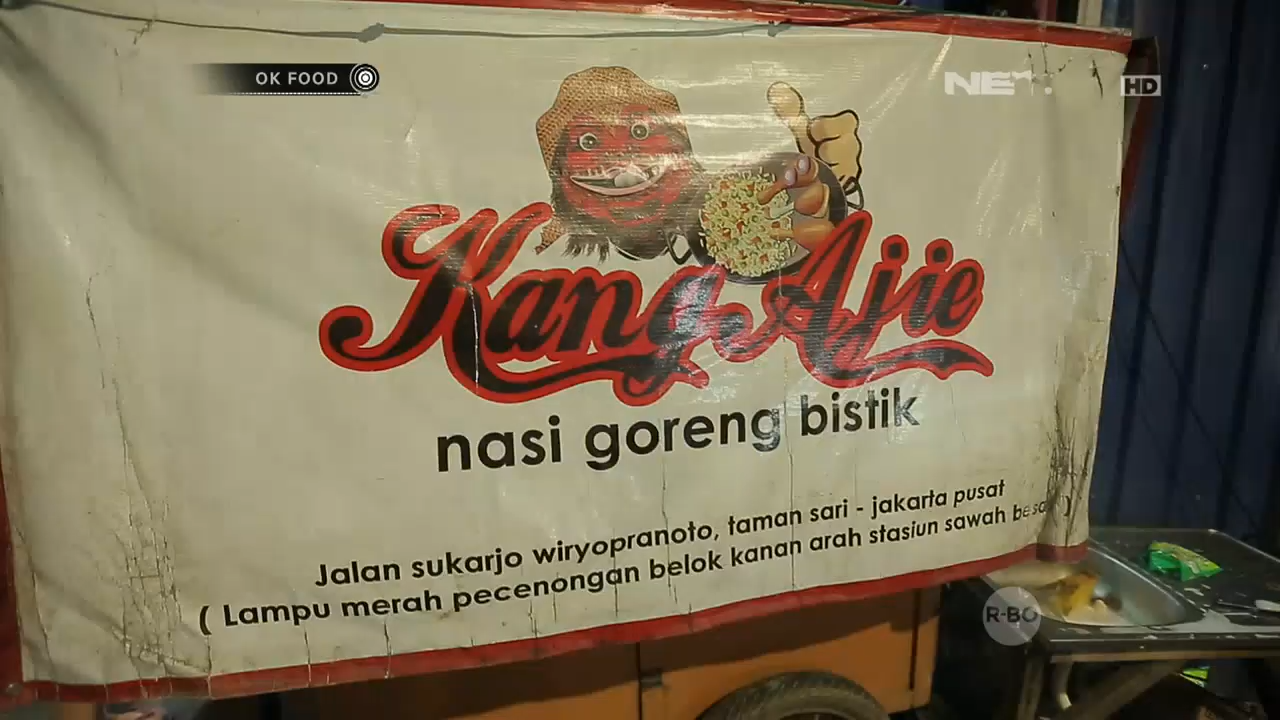 OK FOOD
NET.
HD
Kang Ajie
nasi goreng bistik
Jalan sukarjo wiryopranoto, taman sari - jakarta pusat
( Lampu merah pecenongan belok kanan arah stasiun sawah besar )
R-BO